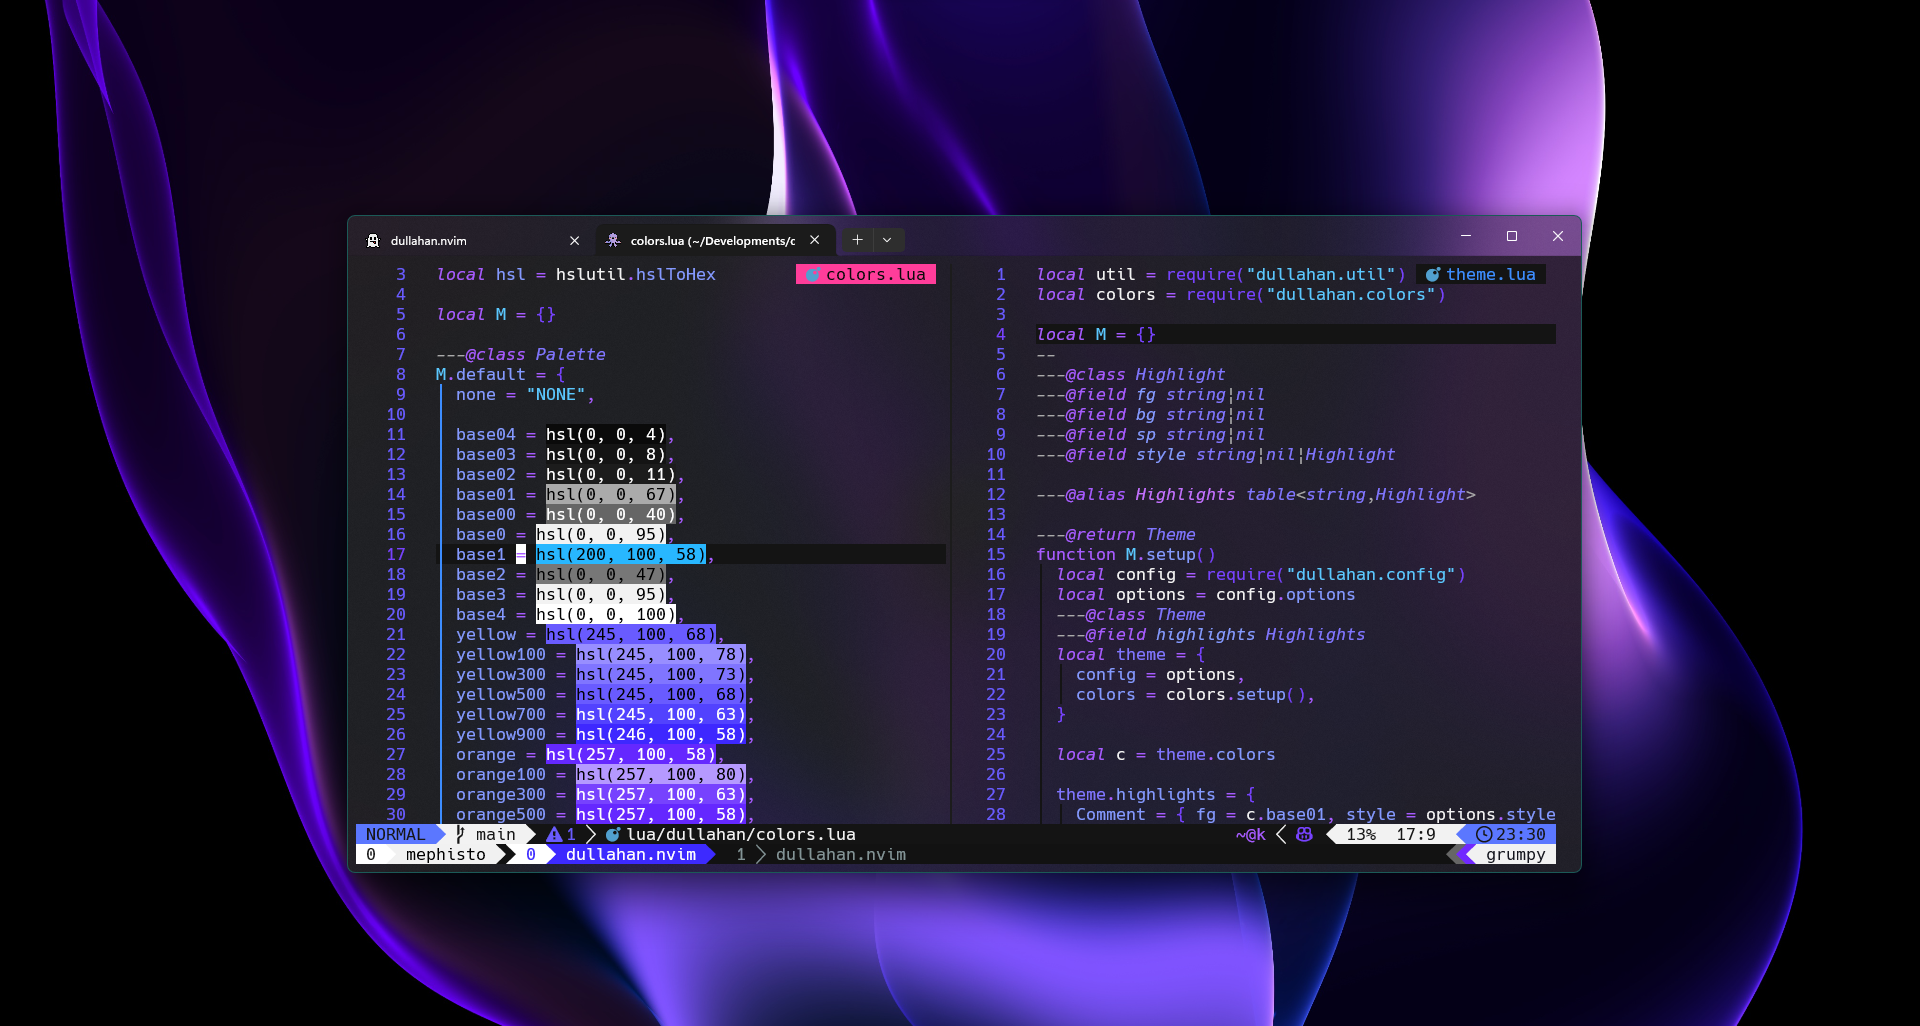 dullahan.nvim
colors.lua (~/Developments/c
3 local hsl = hslutil.hslToHex
colors.lua
4
5 local M = {}
6
7 ---@class Palette
8 M.default = {
9 none = "NONE",
10
11 base04 = hsl(0, 0, 4),
12 base03 = hsl(0, 0, 8),
13 base02 = hsl(0, 0, 11),
14 base01 = hsl(0, 0, 67),
15 base00 = hsl(0, 0, 40),
16 base0 = hsl(0, 0, 95),
17 base1 = hsl(200, 100, 58),
18 base2 = hsl(0, 0, 47),
19 base3 = hsl(0, 0, 95),
20 base4 = hsl(0, 0, 100),
21 yellow = hsl(245, 100, 68),
22 yellow100 = hsl(245, 100, 78),
23 yellow300 = hsl(245, 100, 73),
24 yellow500 = hsl(245, 100, 68),
25 yellow700 = hsl(245, 100, 63),
26 yellow900 = hsl(246, 100, 58),
27 orange = hsl(257, 100, 58),
28 orange100 = hsl(257, 100, 80),
29 orange300 = hsl(257, 100, 63),
30 orange500 = hsl(257, 100, 58),
1 local util = require("dullahan.util")
theme.lua
2 local colors = require("dullahan.colors")
3
4 local M = {}
5 --
6 ---@class Highlight
7 ---@field fg string|nil
8 ---@field bg string|nil
9 ---@field sp string|nil
10 ---@field style string|nil|Highlight
11
12 ---@alias Highlights table<string,Highlight>
13
14 ---@return Theme
15 function M.setup()
16 local config = require("dullahan.config")
17 local options = config.options
18 ---@class Theme
19 ---@field highlights Highlights
20 local theme = {
21 config = options,
22 colors = colors.setup(),
23 }
24
25 local c = theme.colors
26
27 theme.highlights = {
28 Comment = { fg = c.base01, style = options.style
NORMAL main 1 lua/dullahan/colors.lua ~@k 13% 17:9 23:30
0 mephisto 0 dullahan.nvim 1 dullahan.nvim grumpy